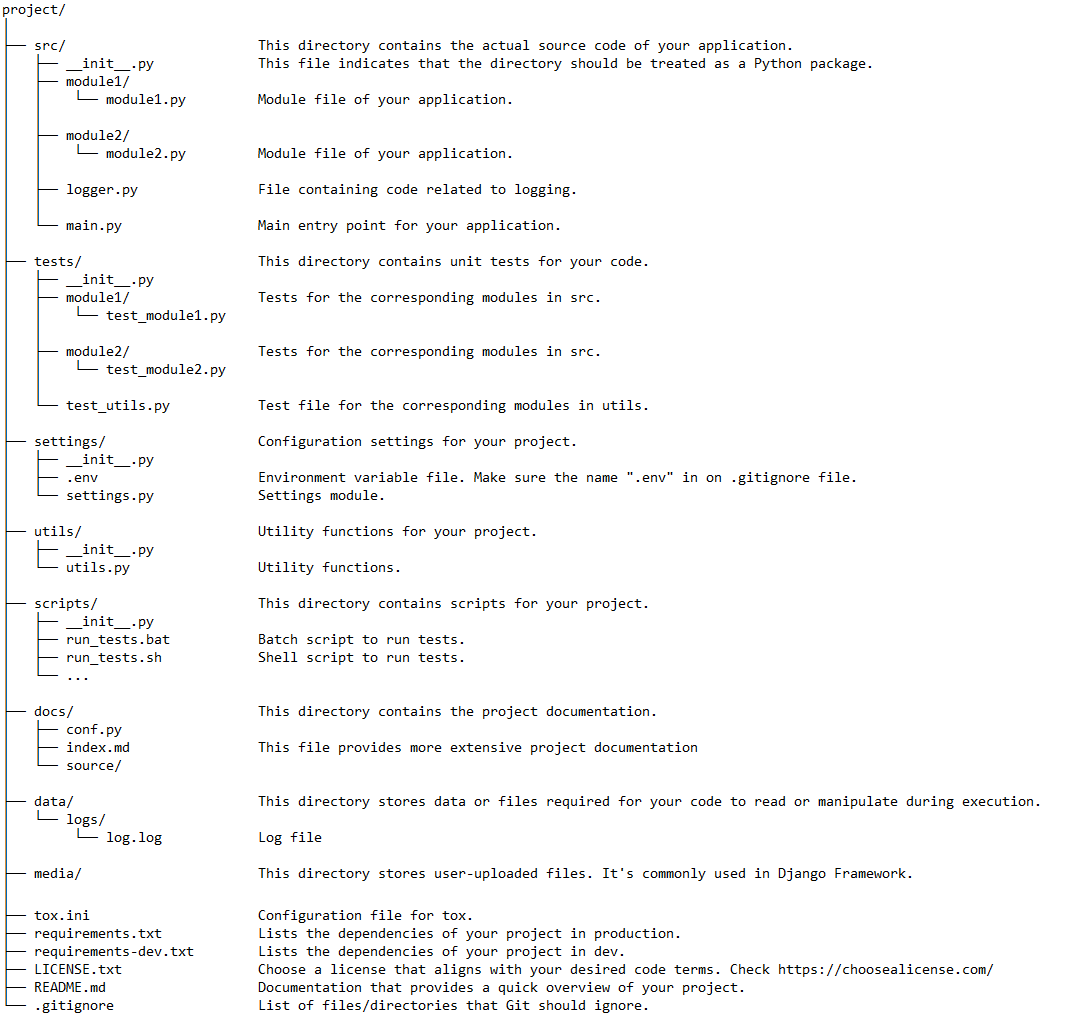 project/
├── src/                        This directory contains the actual source code of your application.
│   ├── __init__.py             This file indicates that the directory should be treated as a Python package.
│   ├── module1/
│   │   └── module1.py         Module file of your application.
│   ├── module2/
│   │   └── module2.py         Module file of your application.
│   ├── logger.py               File containing code related to logging.
│   └── main.py                 Main entry point for your application.
├── tests/                      This directory contains unit tests for your code.
│   ├── __init__.py
│   ├── module1/                Tests for the corresponding modules in src.
│   │   └── test_module1.py
│   ├── module2/                Tests for the corresponding modules in src.
│   │   └── test_module2.py
│   └── test_utils.py           Test file for the corresponding modules in utils.
├── settings/                   Configuration settings for your project.
│   ├── __init__.py
│   ├── .env                    Environment variable file. Make sure the name ".env" in on .gitignore file.
│   └── settings.py             Settings module.
├── utils/                      Utility functions for your project.
│   ├── __init__.py
│   └── utils.py                Utility functions.
├── scripts/                    This directory contains scripts for your project.
│   ├── __init__.py
│   ├── run_tests.bat           Batch script to run tests.
│   ├── run_tests.sh            Shell script to run tests.
│   └── ...
├── docs/                       This directory contains the project documentation.
│   ├── conf.py
│   ├── index.md                This file provides more extensive project documentation
│   └── source/
├── data/                       This directory stores data or files required for your code to read or manipulate during execution.
│   └── logs/
│       └── log.log             Log file
├── media/                      This directory stores user-uploaded files. It's commonly used in Django Framework.
├── tox.ini                     Configuration file for tox.
├── requirements.txt            Lists the dependencies of your project in production.
├── requirements-dev.txt        Lists the dependencies of your project in dev.
├── LICENSE.txt                 Choose a license that aligns with your desired code terms. Check https://choosealicense.com/
├── README.md                   Documentation that provides a quick overview of your project.
└── .gitignore                  List of files/directories that Git should ignore.